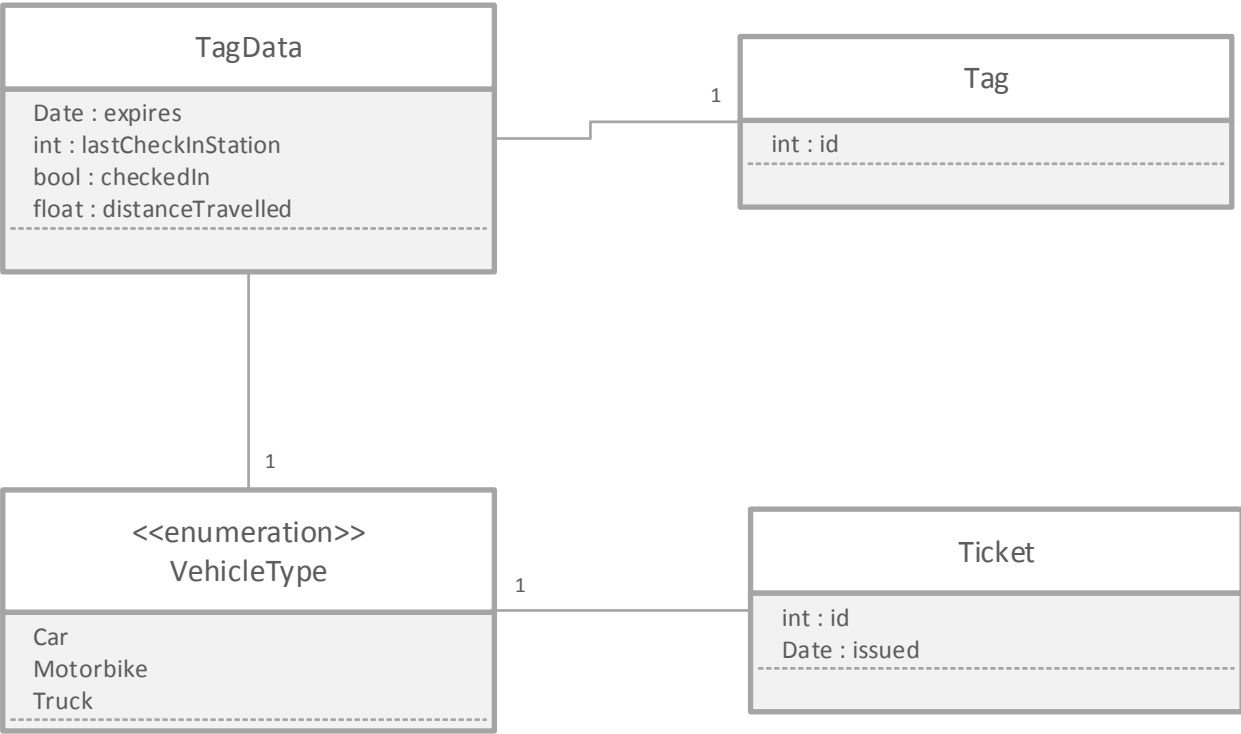 TagData
Date : expires
int : lastCheckInStation
bool : checkedIn
float : distanceTravelled
1
Tag
int : id
1
<<enumeration>>
VehicleType
Car
Motorbike
Truck
1
Ticket
int : id
Date : issued